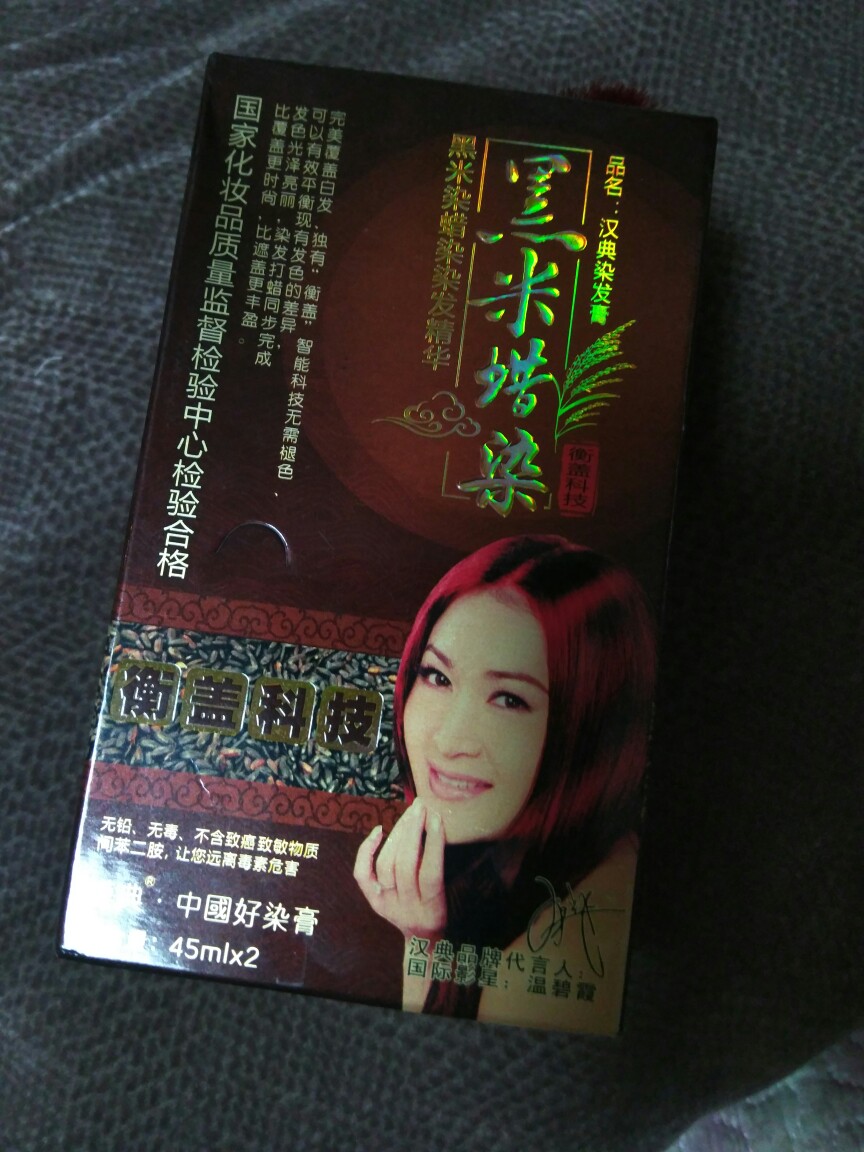 品名：汉典染发膏
黑米蜡染
衡盖科技
黑米染蜡染染发精华
完美覆盖白发、独有“衡盖”智能科技无需褪色、
可以有效平衡现有发色的差异，
发色光泽亮丽，染发打蜡同步完成
比覆盖更时尚，比遮盖更丰盈。
国家化妆品质量监督检验中心检验合格
衡盖科技
无铅、无毒、不含致癌致敏物质
间苯二胺，让您远离毒素危害
典®·中國好染膏
：45mlx2
汉典品牌代言人：
国际影星：温碧霞